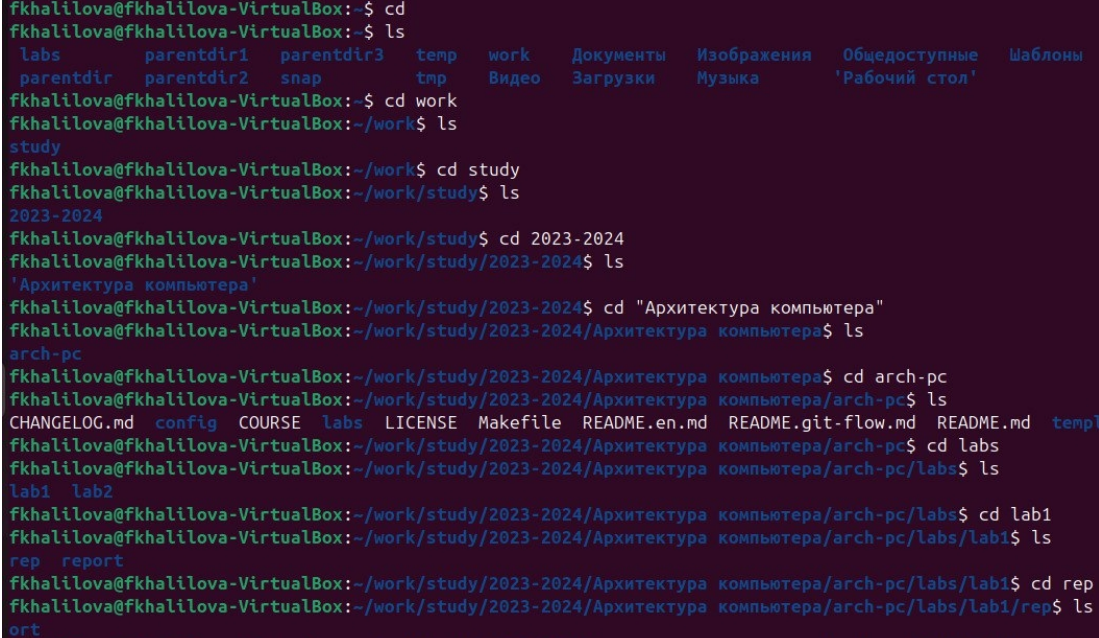 fkhalilova@fkhalilova-VirtualBox:~$ cd
fkhalilova@fkhalilova-VirtualBox:~$ ls
labs parentdir1 parentdir3 temp work Документы Изображения Общедоступные Шаблоны
parentdir parentdir2 snap tmp Видео Загрузки Музыка 'Рабочий стол'
fkhalilova@fkhalilova-VirtualBox:~$ cd work
fkhalilova@fkhalilova-VirtualBox:~/work$ ls
study
fkhalilova@fkhalilova-VirtualBox:~/work$ cd study
fkhalilova@fkhalilova-VirtualBox:~/work/study$ ls
2023-2024
fkhalilova@fkhalilova-VirtualBox:~/work/study$ cd 2023-2024
fkhalilova@fkhalilova-VirtualBox:~/work/study/2023-2024$ ls
'Архитектура компьютера'
fkhalilova@fkhalilova-VirtualBox:~/work/study/2023-2024$ cd "Архитектура компьютера"
fkhalilova@fkhalilova-VirtualBox:~/work/study/2023-2024/Архитектура компьютера$ ls
arch-pc
fkhalilova@fkhalilova-VirtualBox:~/work/study/2023-2024/Архитектура компьютера$ cd arch-pc
fkhalilova@fkhalilova-VirtualBox:~/work/study/2023-2024/Архитектура компьютера/arch-pc$ ls
CHANGELOG.md config COURSE labs LICENSE Makefile README.en.md README.git-flow.md README.md templ
fkhalilova@fkhalilova-VirtualBox:~/work/study/2023-2024/Архитектура компьютера/arch-pc$ cd labs
fkhalilova@fkhalilova-VirtualBox:~/work/study/2023-2024/Архитектура компьютера/arch-pc/labs$ ls
lab1 lab2
fkhalilova@fkhalilova-VirtualBox:~/work/study/2023-2024/Архитектура компьютера/arch-pc/labs$ cd lab1
fkhalilova@fkhalilova-VirtualBox:~/work/study/2023-2024/Архитектура компьютера/arch-pc/labs/lab1$ ls
rep report
fkhalilova@fkhalilova-VirtualBox:~/work/study/2023-2024/Архитектура компьютера/arch-pc/labs/lab1$ cd rep
fkhalilova@fkhalilova-VirtualBox:~/work/study/2023-2024/Архитектура компьютера/arch-pc/labs/lab1/rep$ ls
ort